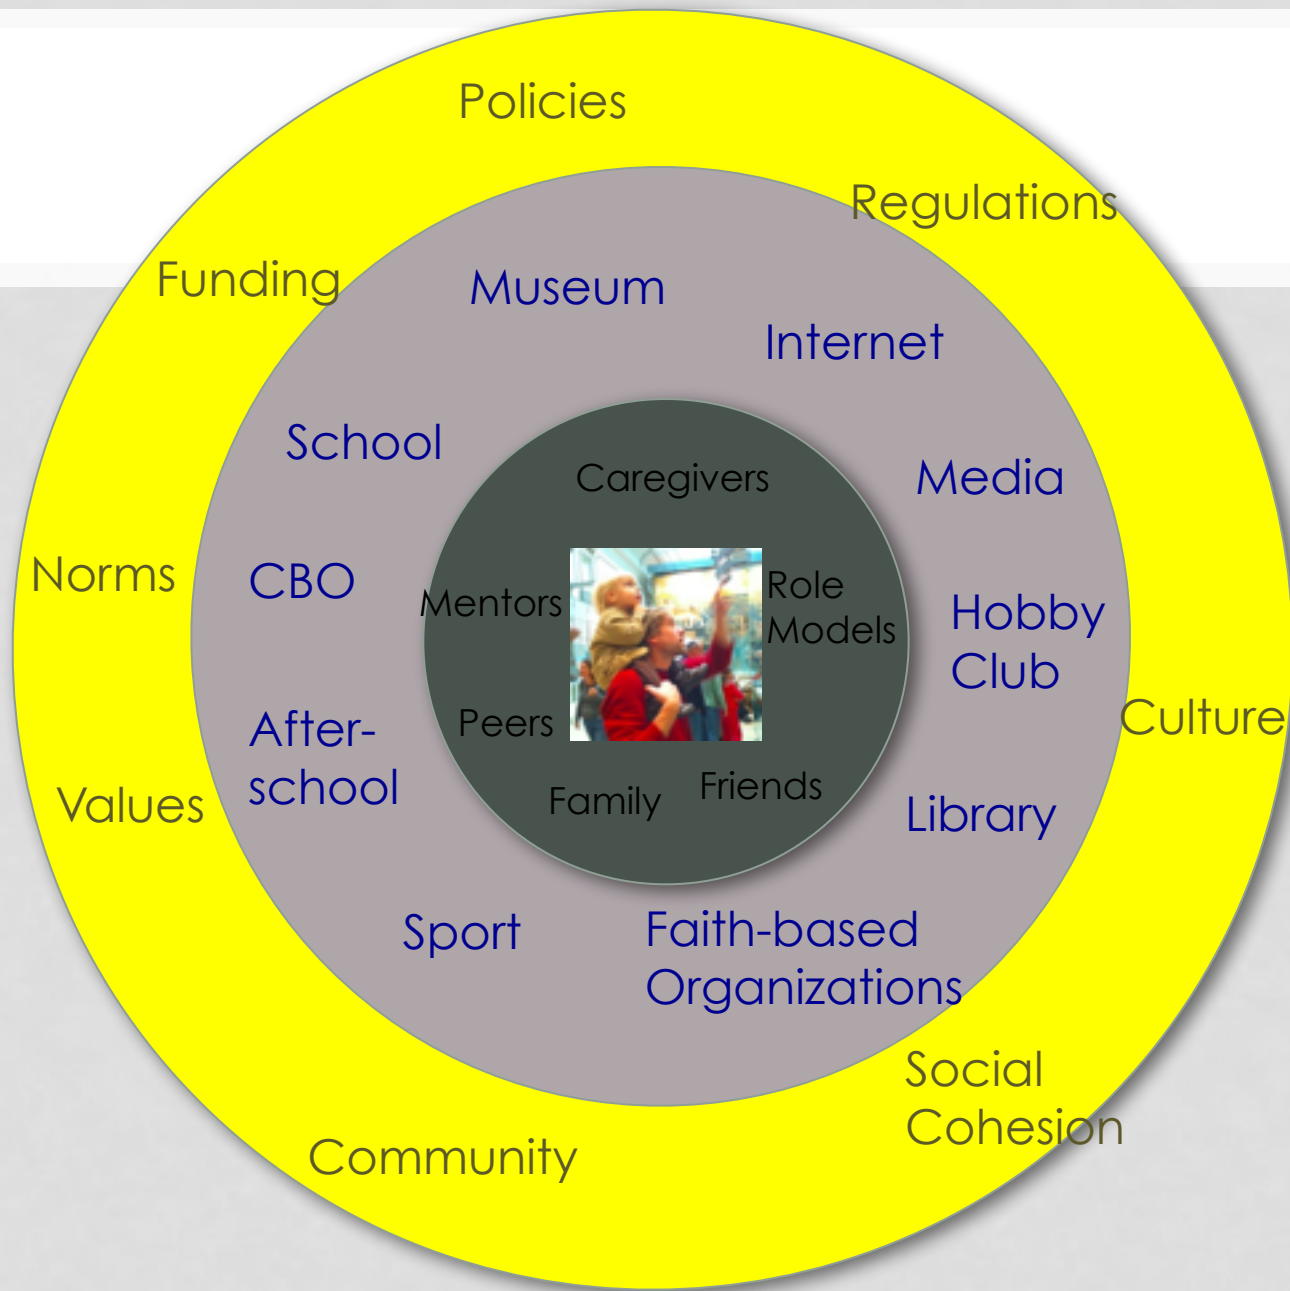 Policies
Regulations
Funding
Museum
Internet
School
Media
Caregivers
Norms
CBO
Mentors
Role
Models
Hobby
Club
Peers
After-
school
Culture
Values
Family
Friends
Library
Sport
Faith-based
Organizations
Social
Cohesion
Community